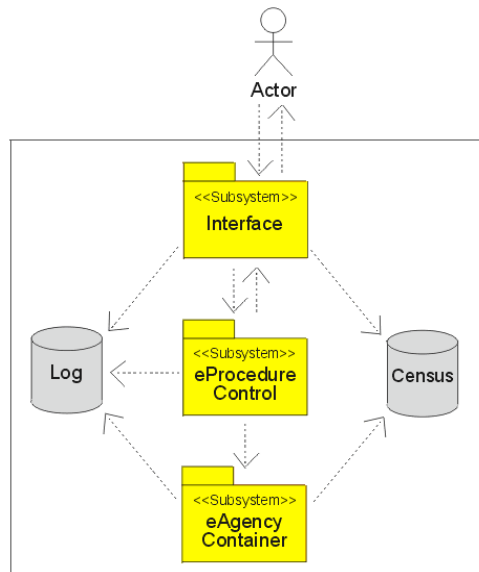 Actor
<<Subsystem>>
Interface
<<Subsystem>>
eProcedure
Control
Log
Census
<<Subsystem>>
eAgency
Container